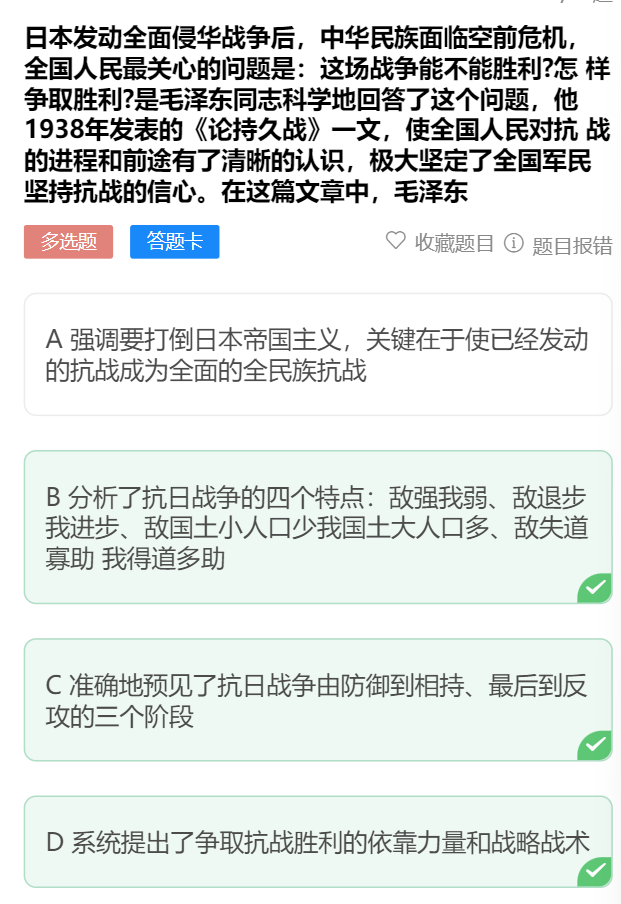 日本发动全面侵华战争后，中华民族面临空前危机，
全国人民最关心的问题是：这场战争能不能胜利?怎 样
争取胜利?是毛泽东同志科学地回答了这个问题，他
1938年发表的《论持久战》一文，使全国人民对抗 战
的进程和前途有了清晰的认识，极大坚定了全国军民
坚持抗战的信心。在这篇文章中，毛泽东
多选题 答题卡 收藏题目 题目报错
A 强调要打倒日本帝国主义，关键在于使已经发动
的抗战成为全面的全民族抗战
B 分析了抗日战争的四个特点：敌强我弱、敌退步
我进步、敌国土小人口少我国土大人口多、敌失道
寡助 我得道多助
C 准确地预见了抗日战争由防御到相持、最后到反
攻的三个阶段
D 系统提出了争取抗战胜利的依靠力量和战略战术